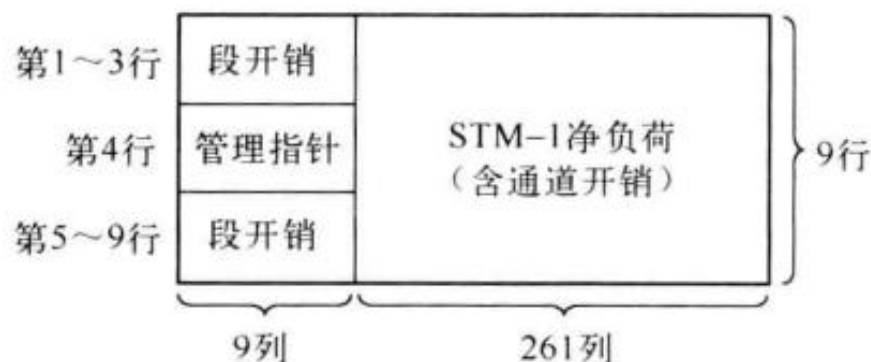 第1～3行
段开销
第4行
管理指针
第5～9行
段开销
STM-1净负荷
（含通道开销）
9行
9列
261列